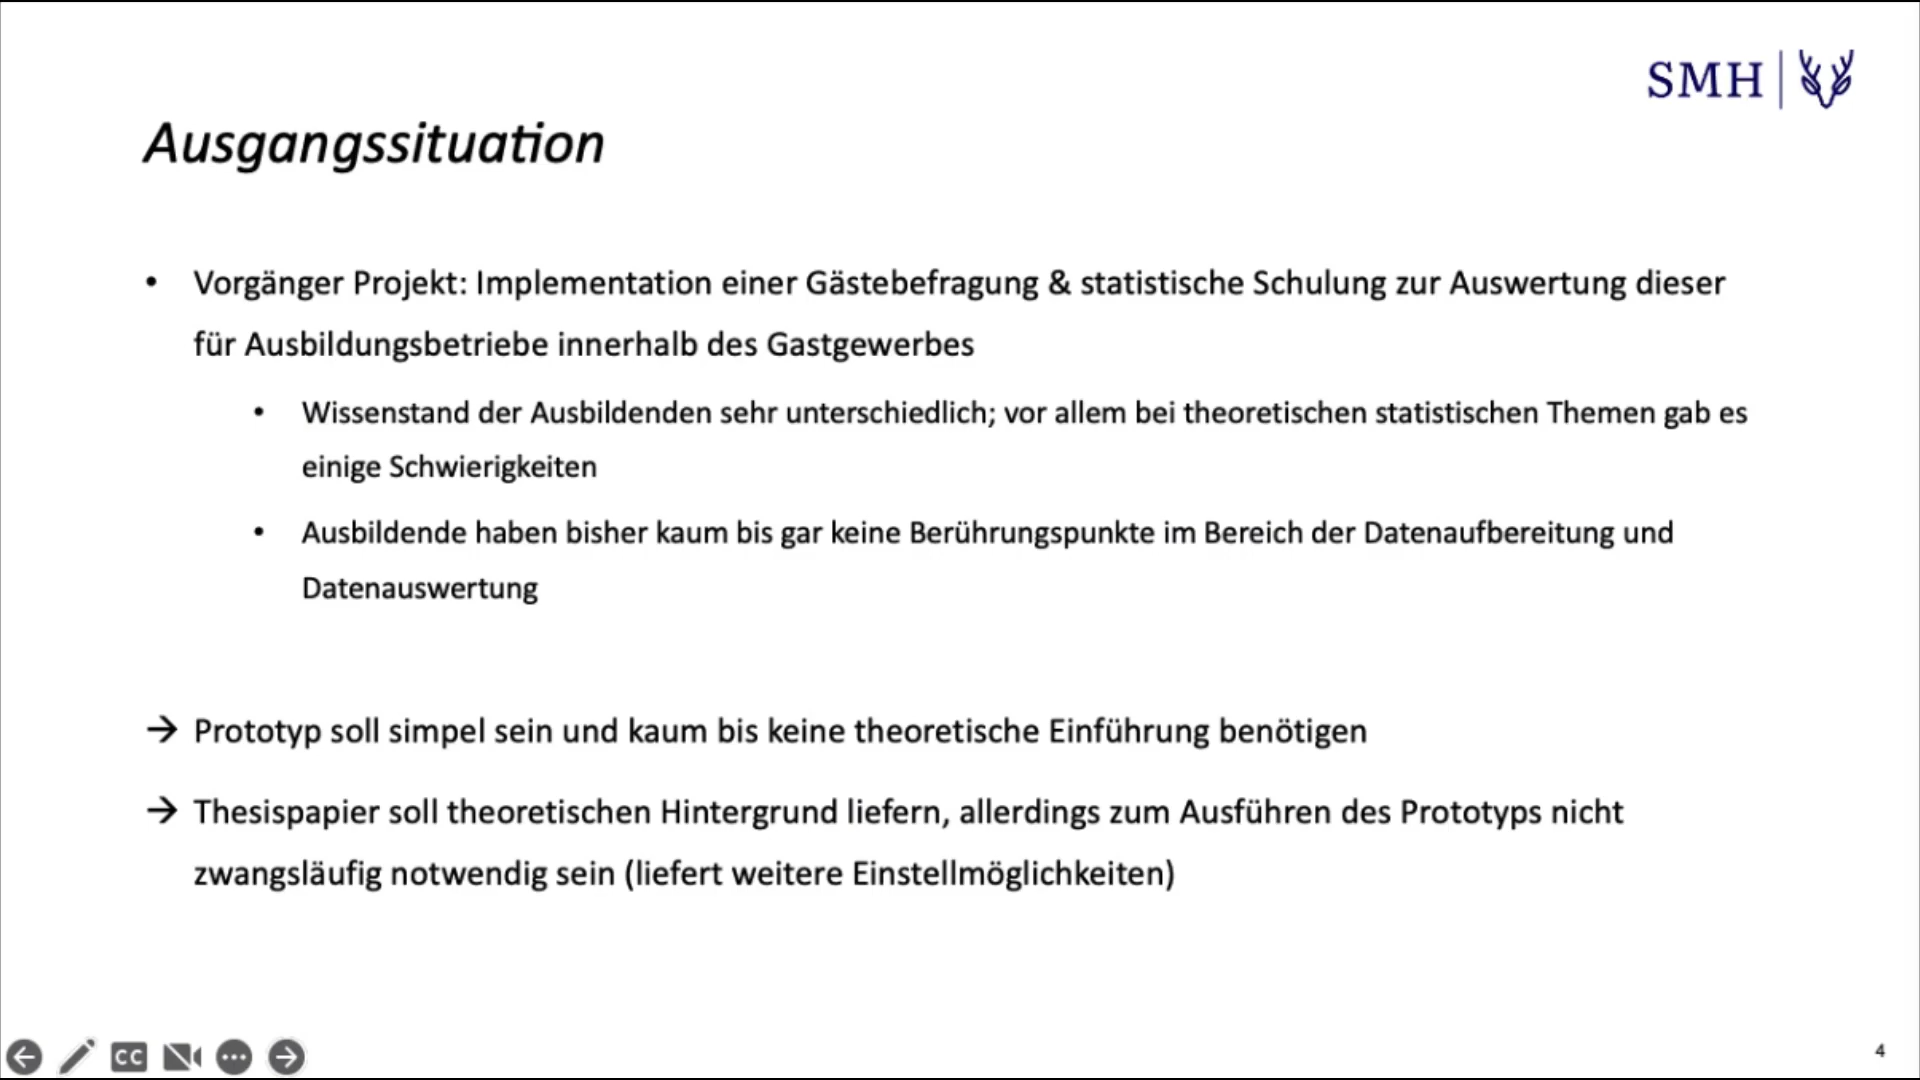 SMH
Ausgangssituation
• Vorgänger Projekt: Implementation einer Gästebefragung & statistische Schulung zur Auswertung dieser
für Ausbildungsbetriebe innerhalb des Gastgewerbes
• Wissenstand der Ausbildenden sehr unterschiedlich; vor allem bei theoretischen statistischen Themen gab es
einige Schwierigkeiten
• Ausbildende haben bisher kaum bis gar keine Berührungspunkte im Bereich der Datenaufbereitung und
Datenauswertung
→ Prototyp soll simpel sein und kaum bis keine theoretische Einführung benötigen
→ Thesispapier soll theoretischen Hintergrund liefern, allerdings zum Ausführen des Prototyps nicht
zwangsläufig notwendig sein (liefert weitere Einstellmöglichkeiten)
CC
4